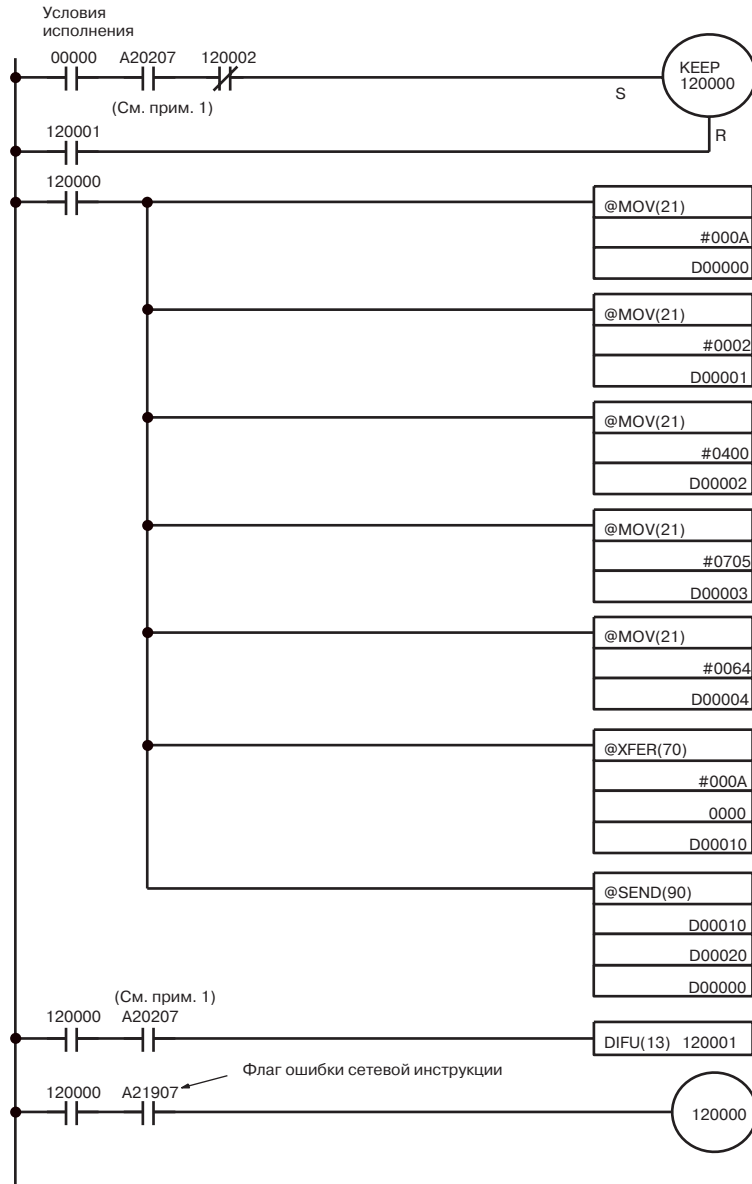 Условия
исполнения
00000 A20207 120002
KEEP
120000
S
(См. прим. 1)
R
120001
120000
@MOV(21)
#000A
D00000
@MOV(21)
#0002
D00001
@MOV(21)
#0400
D00002
@MOV(21)
#0705
D00003
@MOV(21)
#0064
D00004
@XFER(70)
#000A
0000
D00010
@SEND(90)
D00010
D00020
D00000
(См. прим. 1)
120000 A20207
DIFU(13) 120001
Флаг ошибки сетевой инструкции
120000 A21907
120000